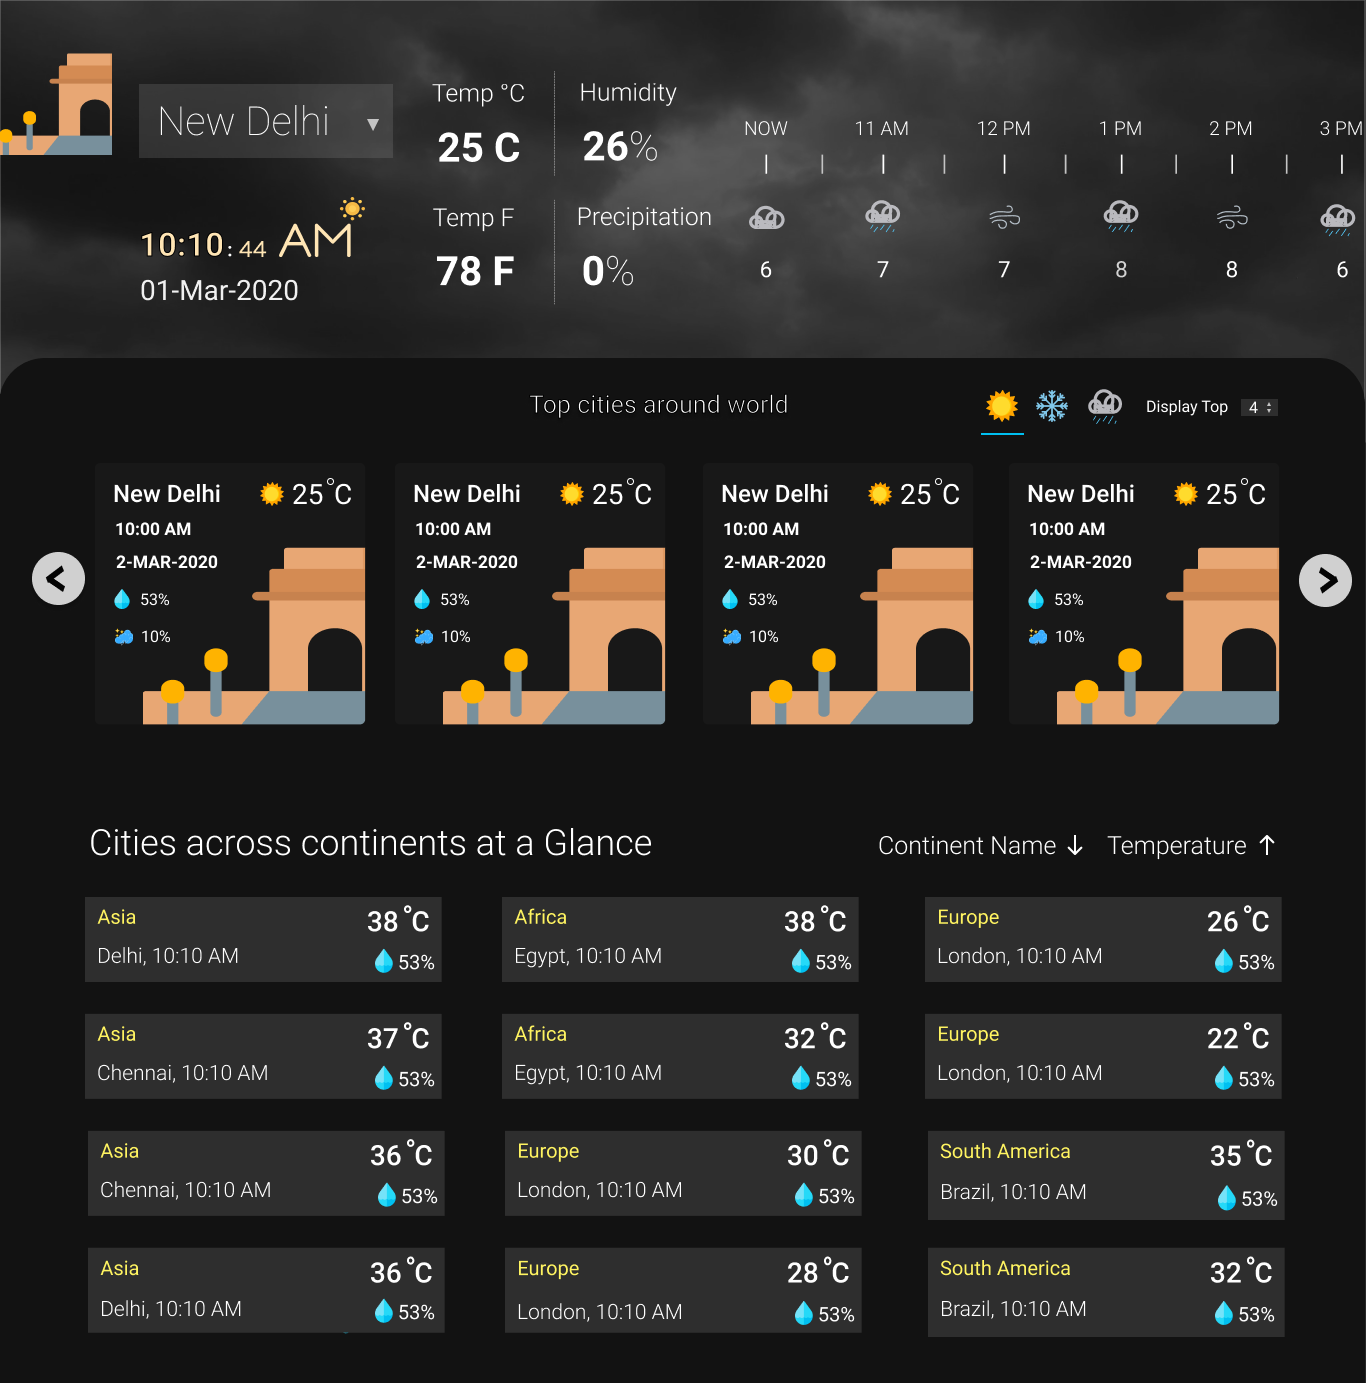 New Delhi ▾
10:10: 44 AM
01-Mar-2020
Temp °C
25 C
Humidity
26%
Temp F
78 F
Precipitation
0%
NOW 11 AM 12 PM 1 PM 2 PM 3 PM
6 7 7 8 8 6
Top cities around world
Display Top 4
New Delhi 25°C
10:00 AM
2-MAR-2020
53%
10%
New Delhi 25°C
10:00 AM
2-MAR-2020
53%
10%
New Delhi 25°C
10:00 AM
2-MAR-2020
53%
10%
New Delhi 25°C
10:00 AM
2-MAR-2020
53%
10%
<
>
Cities across continents at a Glance
Continent Name ↓ Temperature ↑
Asia 38 °C
Delhi, 10:10 AM 53%
Africa 38 °C
Egypt, 10:10 AM 53%
Europe 26 °C
London, 10:10 AM 53%
Asia 37 °C
Chennai, 10:10 AM 53%
Africa 32 °C
Egypt, 10:10 AM 53%
Europe 22 °C
London, 10:10 AM 53%
Asia 36 °C
Chennai, 10:10 AM 53%
Europe 30 °C
London, 10:10 AM 53%
South America 35 °C
Brazil, 10:10 AM 53%
Asia 36 °C
Delhi, 10:10 AM 53%
Europe 28 °C
London, 10:10 AM 53%
South America 32 °C
Brazil, 10:10 AM 53%